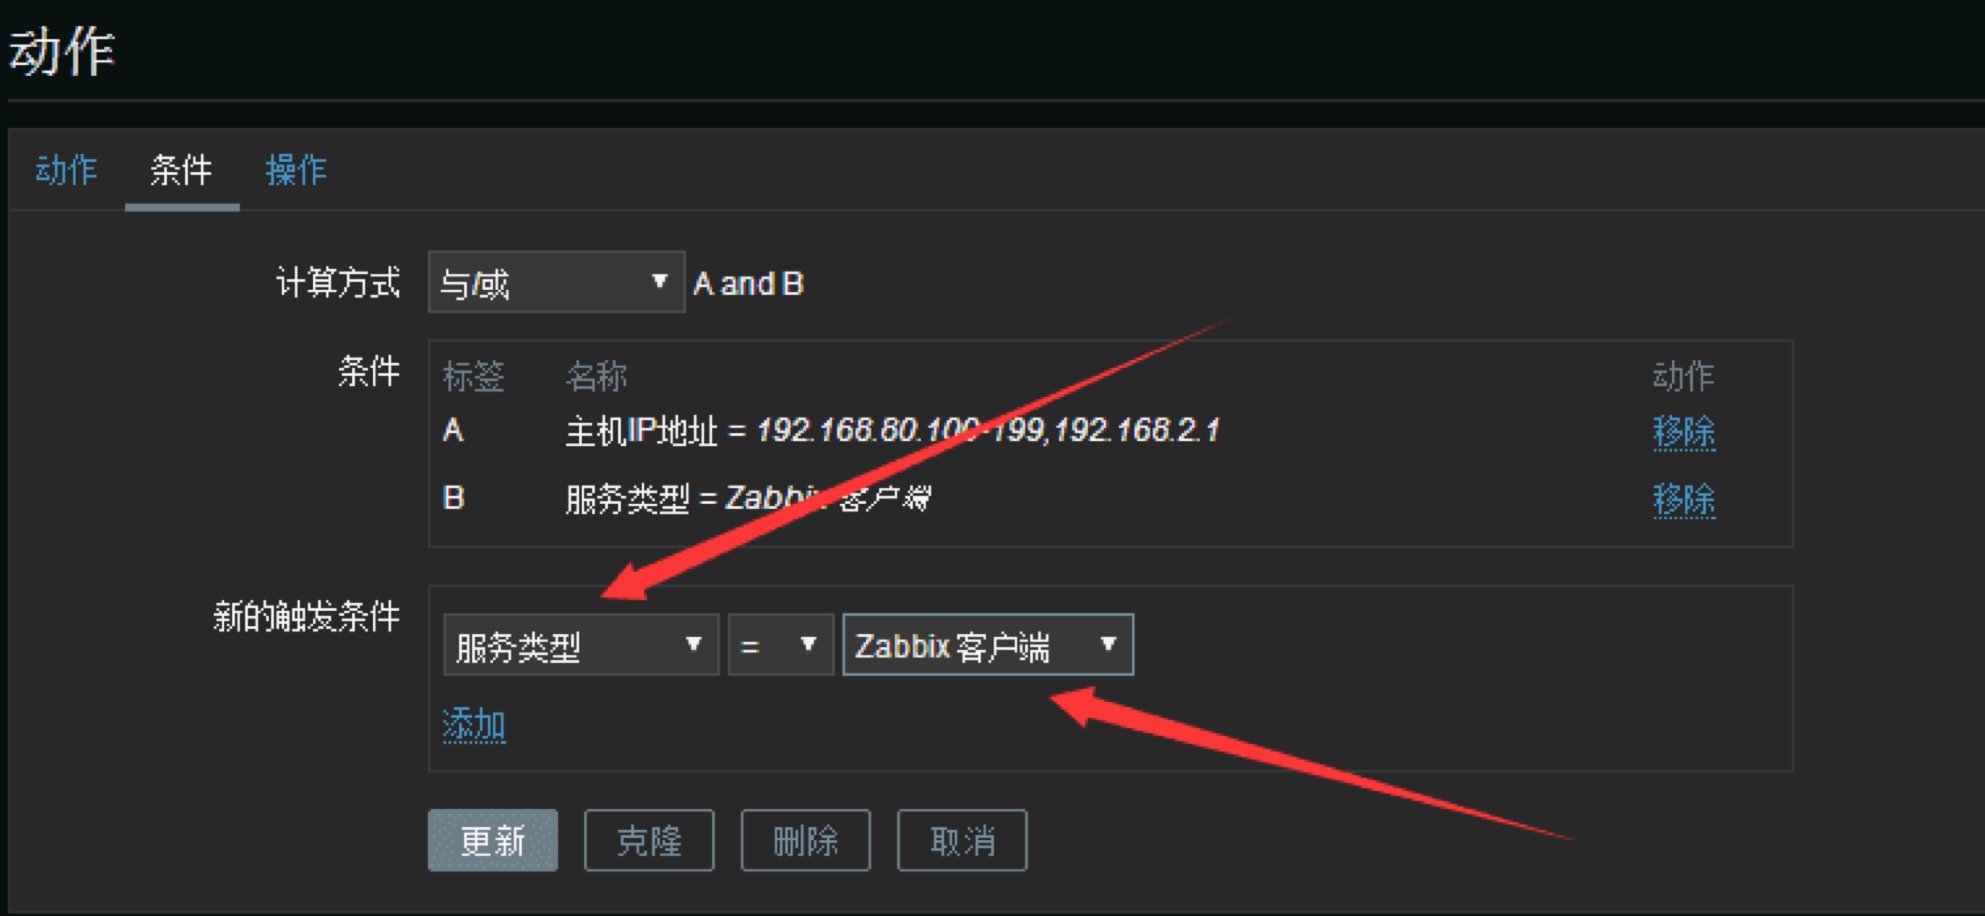 动作
动作 条件 操作
计算方式 与/或 A and B
条件 标签 名称 动作
A 主机IP地址 = 192.168.80.100-199,192.168.2.1 移除
B 服务类型 = Zabbix 客户端 移除
新的触发条件 服务类型 = Zabbix 客户端
添加
更新 克隆 删除 取消